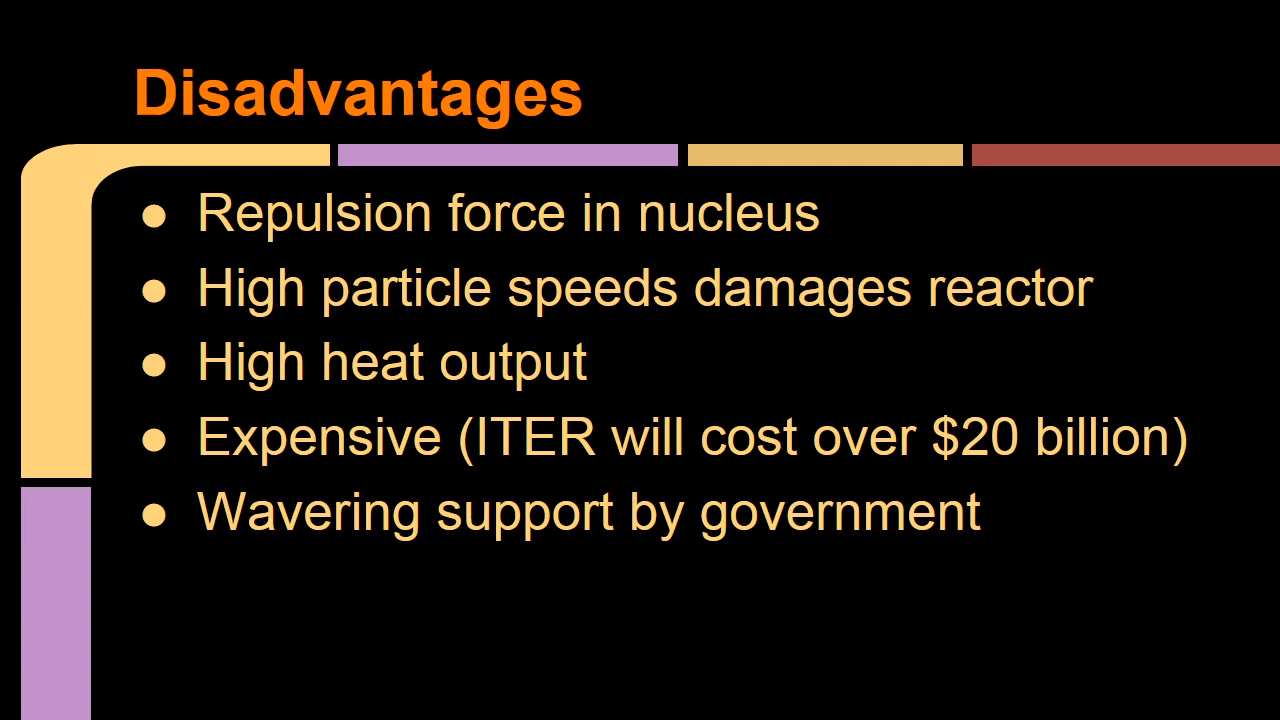 Disadvantages
● Repulsion force in nucleus
● High particle speeds damages reactor
● High heat output
● Expensive (ITER will cost over $20 billion)
● Wavering support by government